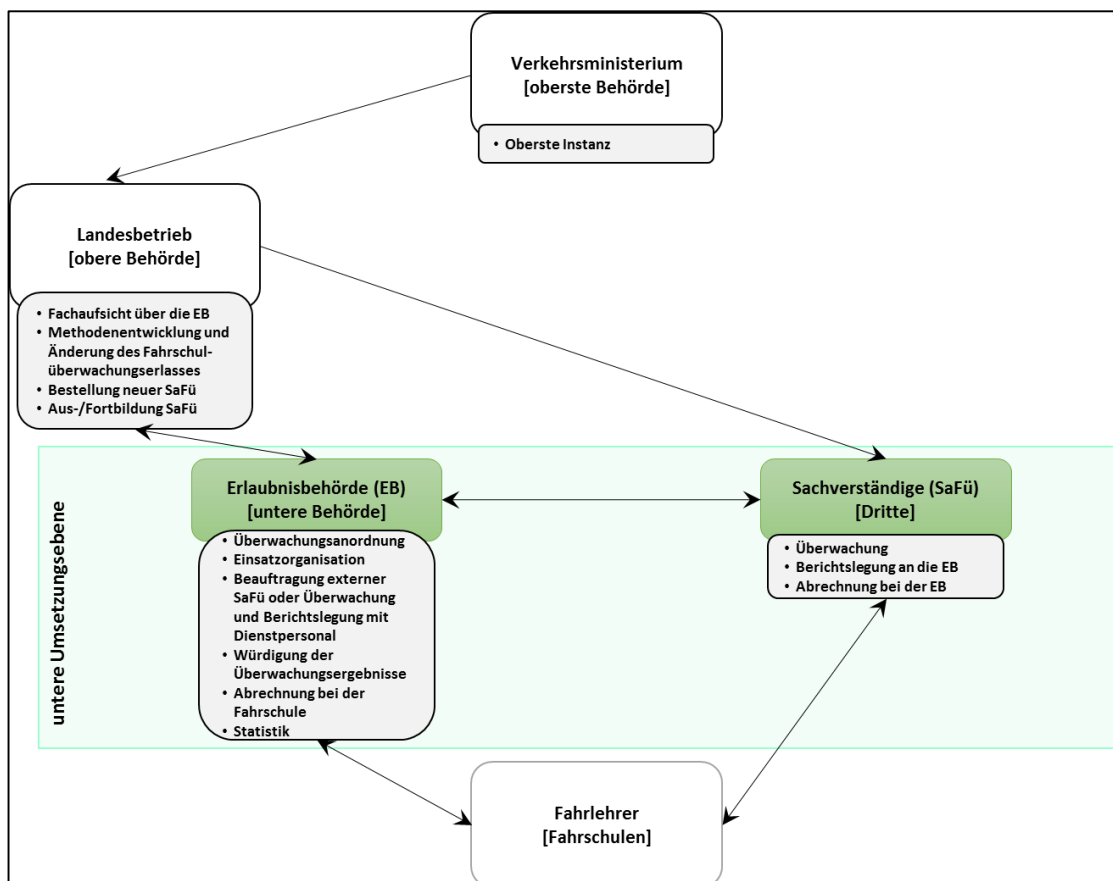 Verkehrsministerium
[oberste Behörde]
• Oberste Instanz
Landesbetrieb
[obere Behörde]
• Fachaufsicht über die EB
• Methodenentwicklung und
Änderung des Fahrschul-
überwachungserlasses
• Bestellung neuer SaFü
• Aus-/Fortbildung SaFü
untere Umsetzungsebene
Erlaubnisbehörde (EB)
[untere Behörde]
• Überwachungsanordnung
• Einsatzorganisation
• Beauftragung externer
SaFü oder Überwachung
und Berichtslegung mit
Dienstpersonal
• Würdigung der
Überwachungsergebnisse
• Abrechnung bei der
Fahrschule
• Statistik
Sachverständige (SaFü)
[Dritte]
• Überwachung
• Berichtslegung an die EB
• Abrechnung bei der EB
Fahrlehrer
[Fahrschulen]